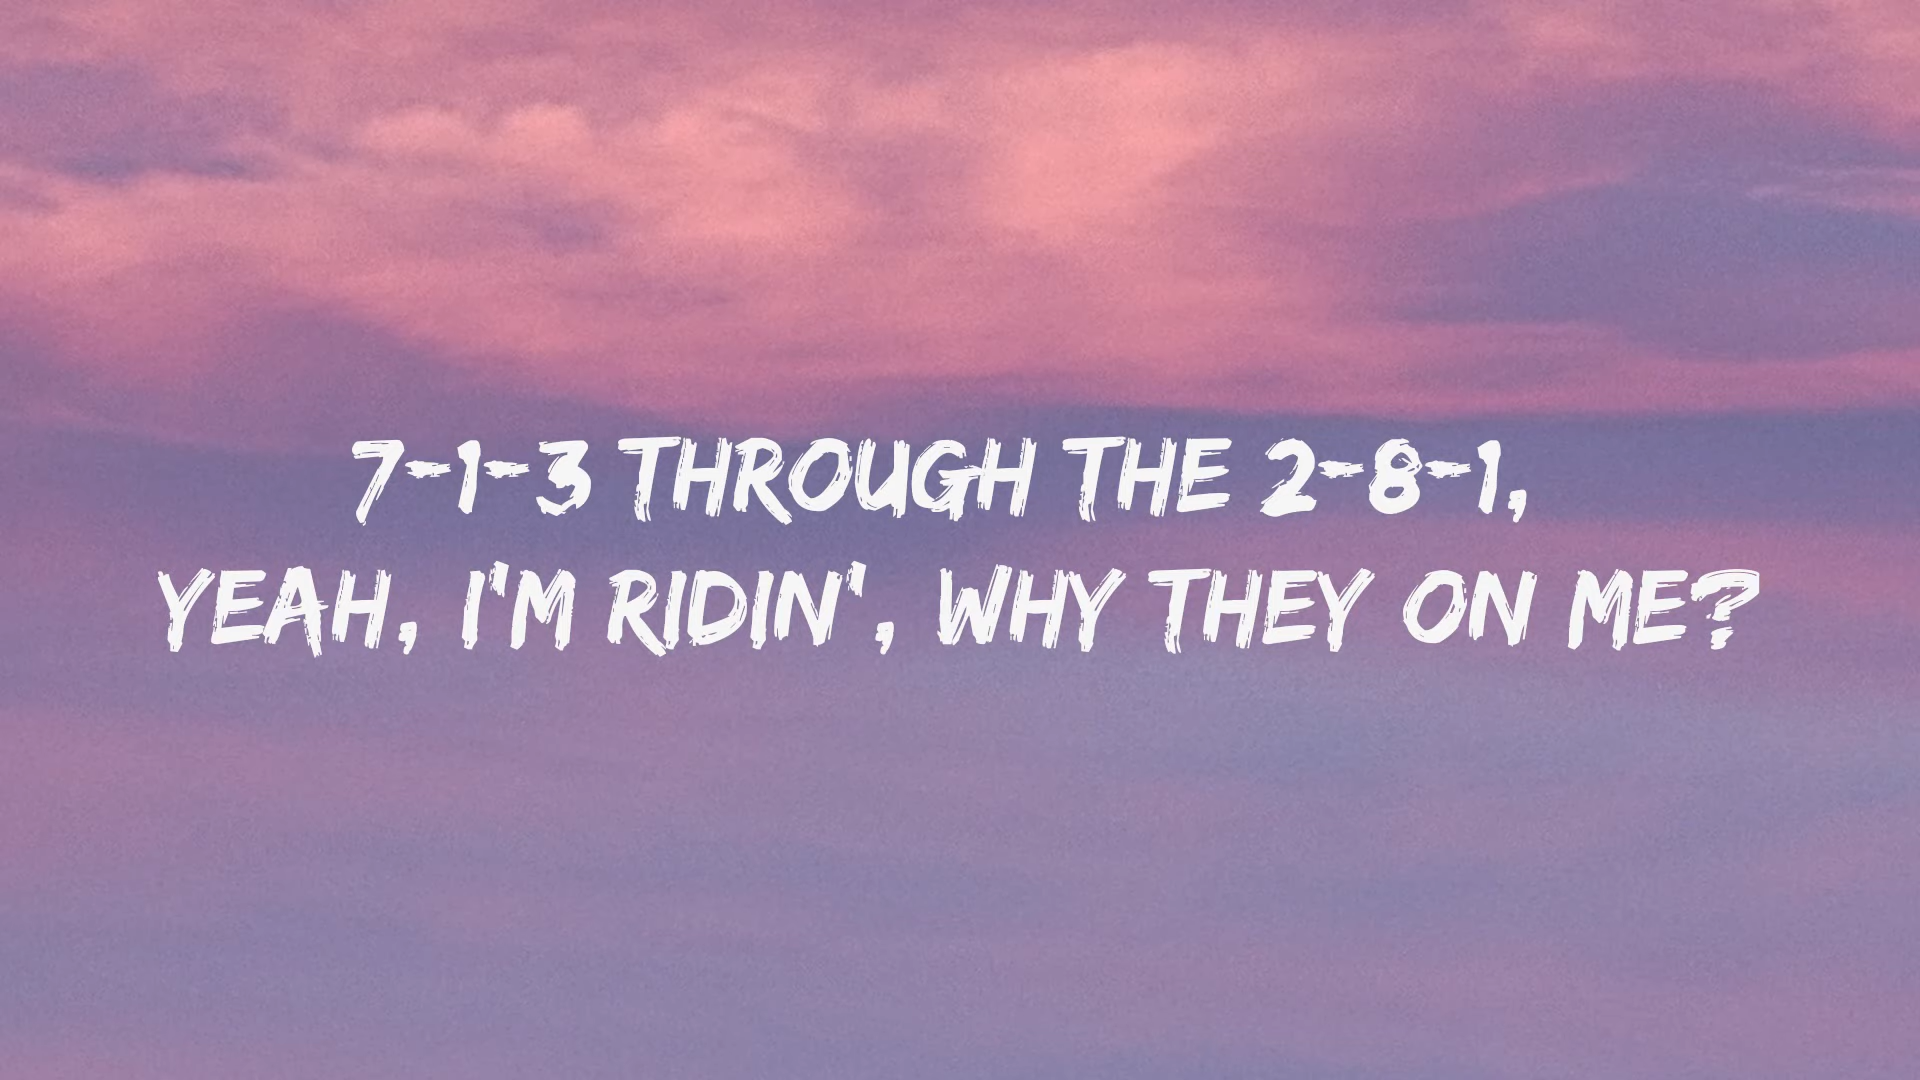 7-1-3 THROUGH THE 2-8-1,
YEAH, I'M RIDIN', WHY THEY ON ME?